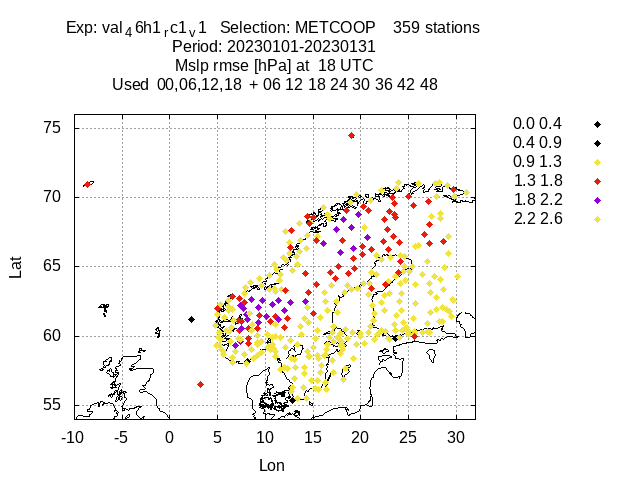 Exp: val₄6h1ᵣc1ᵥ1 Selection: METCOOP 359 stations
Period: 20230101-20230131
Mslp rmse [hPa] at 18 UTC
Used 00,06,12,18 + 06 12 18 24 30 36 42 48
0.0 0.4
0.4 0.9
0.9 1.3
1.3 1.8
1.8 2.2
2.2 2.6
75
70
65
60
55
Lat
-10 -5 0 5 10 15 20 25 30
Lon